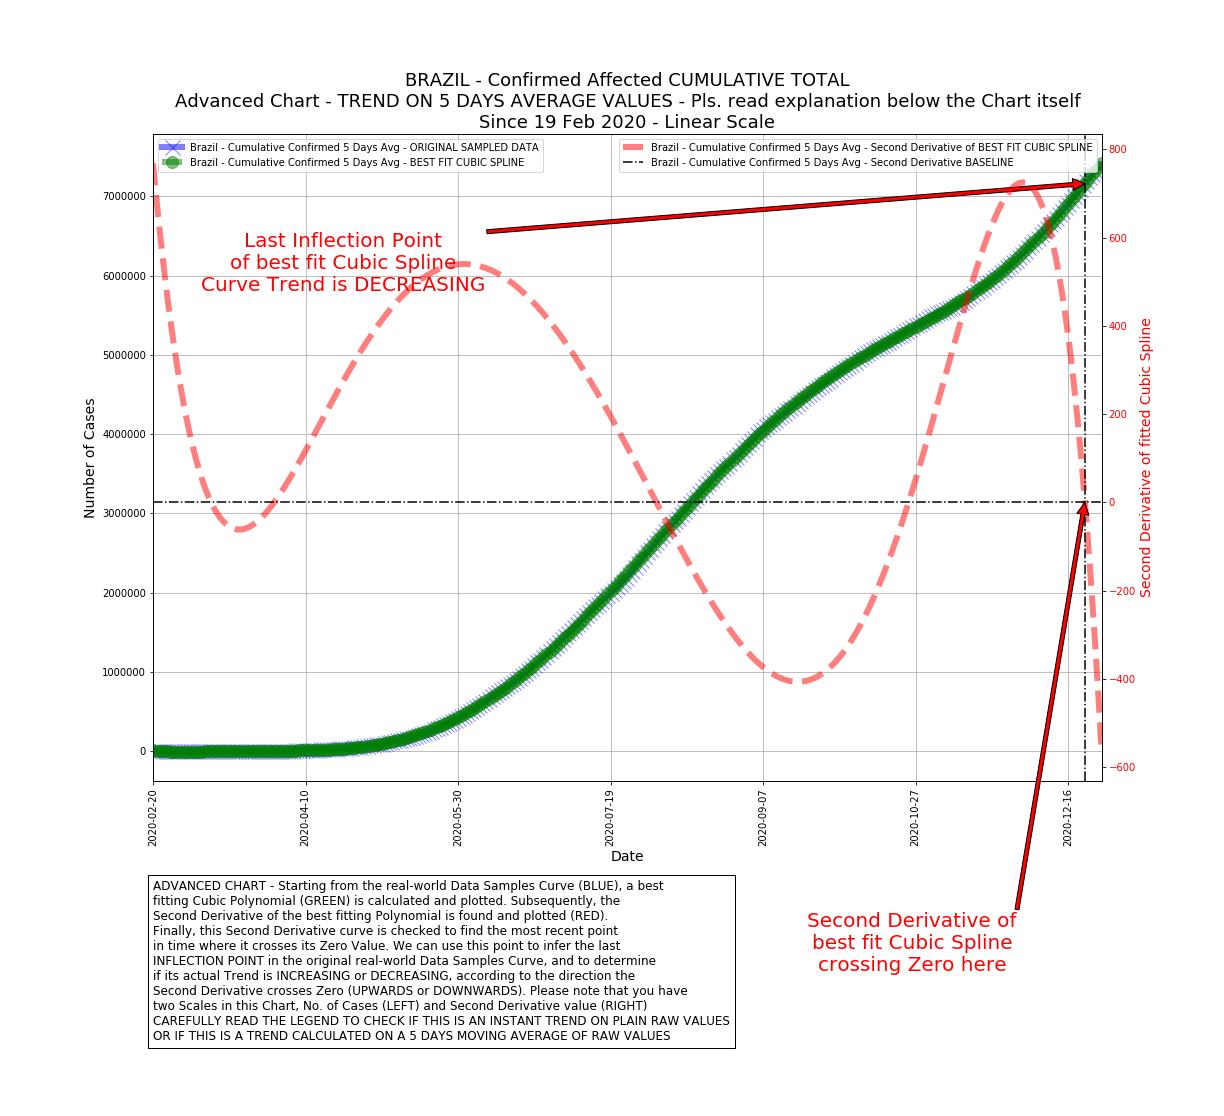 BRAZIL - Confirmed Affected CUMULATIVE TOTAL
Advanced Chart - TREND ON 5 DAYS AVERAGE VALUES - Pls. read explanation below the Chart itself
Since 19 Feb 2020 - Linear Scale
Brazil - Cumulative Confirmed 5 Days Avg - ORIGINAL SAMPLED DATA
Brazil - Cumulative Confirmed 5 Days Avg - BEST FIT CUBIC SPLINE
Brazil - Cumulative Confirmed 5 Days Avg - Second Derivative of BEST FIT CUBIC SPLINE
Brazil - Cumulative Confirmed 5 Days Avg - Second Derivative BASELINE
Last Inflection Point
of best fit Cubic Spline
Curve Trend is DECREASING
Number of Cases
7000000
6000000
5000000
4000000
3000000
2000000
1000000
0
800
600
400
200
0
−200
−400
−600
Second Derivative of fitted Cubic Spline
2020-02-20
2020-04-10
2020-05-30
2020-07-19
2020-09-07
2020-10-27
2020-12-16
Date
ADVANCED CHART - Starting from the real-world Data Samples Curve (BLUE), a best
fitting Cubic Polynomial (GREEN) is calculated and plotted. Subsequently, the
Second Derivative of the best fitting Polynomial is found and plotted (RED).
Finally, this Second Derivative curve is checked to find the most recent point
in time where it crosses its Zero Value. We can use this point to infer the last
INFLECTION POINT in the original real-world Data Samples Curve, and to determine
if its actual Trend is INCREASING or DECREASING, according to the direction the
Second Derivative crosses Zero (UPWARDS or DOWNWARDS). Please note that you have
two Scales in this Chart, No. of Cases (LEFT) and Second Derivative value (RIGHT)
CAREFULLY READ THE LEGEND TO CHECK IF THIS IS AN INSTANT TREND ON PLAIN RAW VALUES
OR IF THIS IS A TREND CALCULATED ON A 5 DAYS MOVING AVERAGE OF RAW VALUES
Second Derivative of
best fit Cubic Spline
crossing Zero here